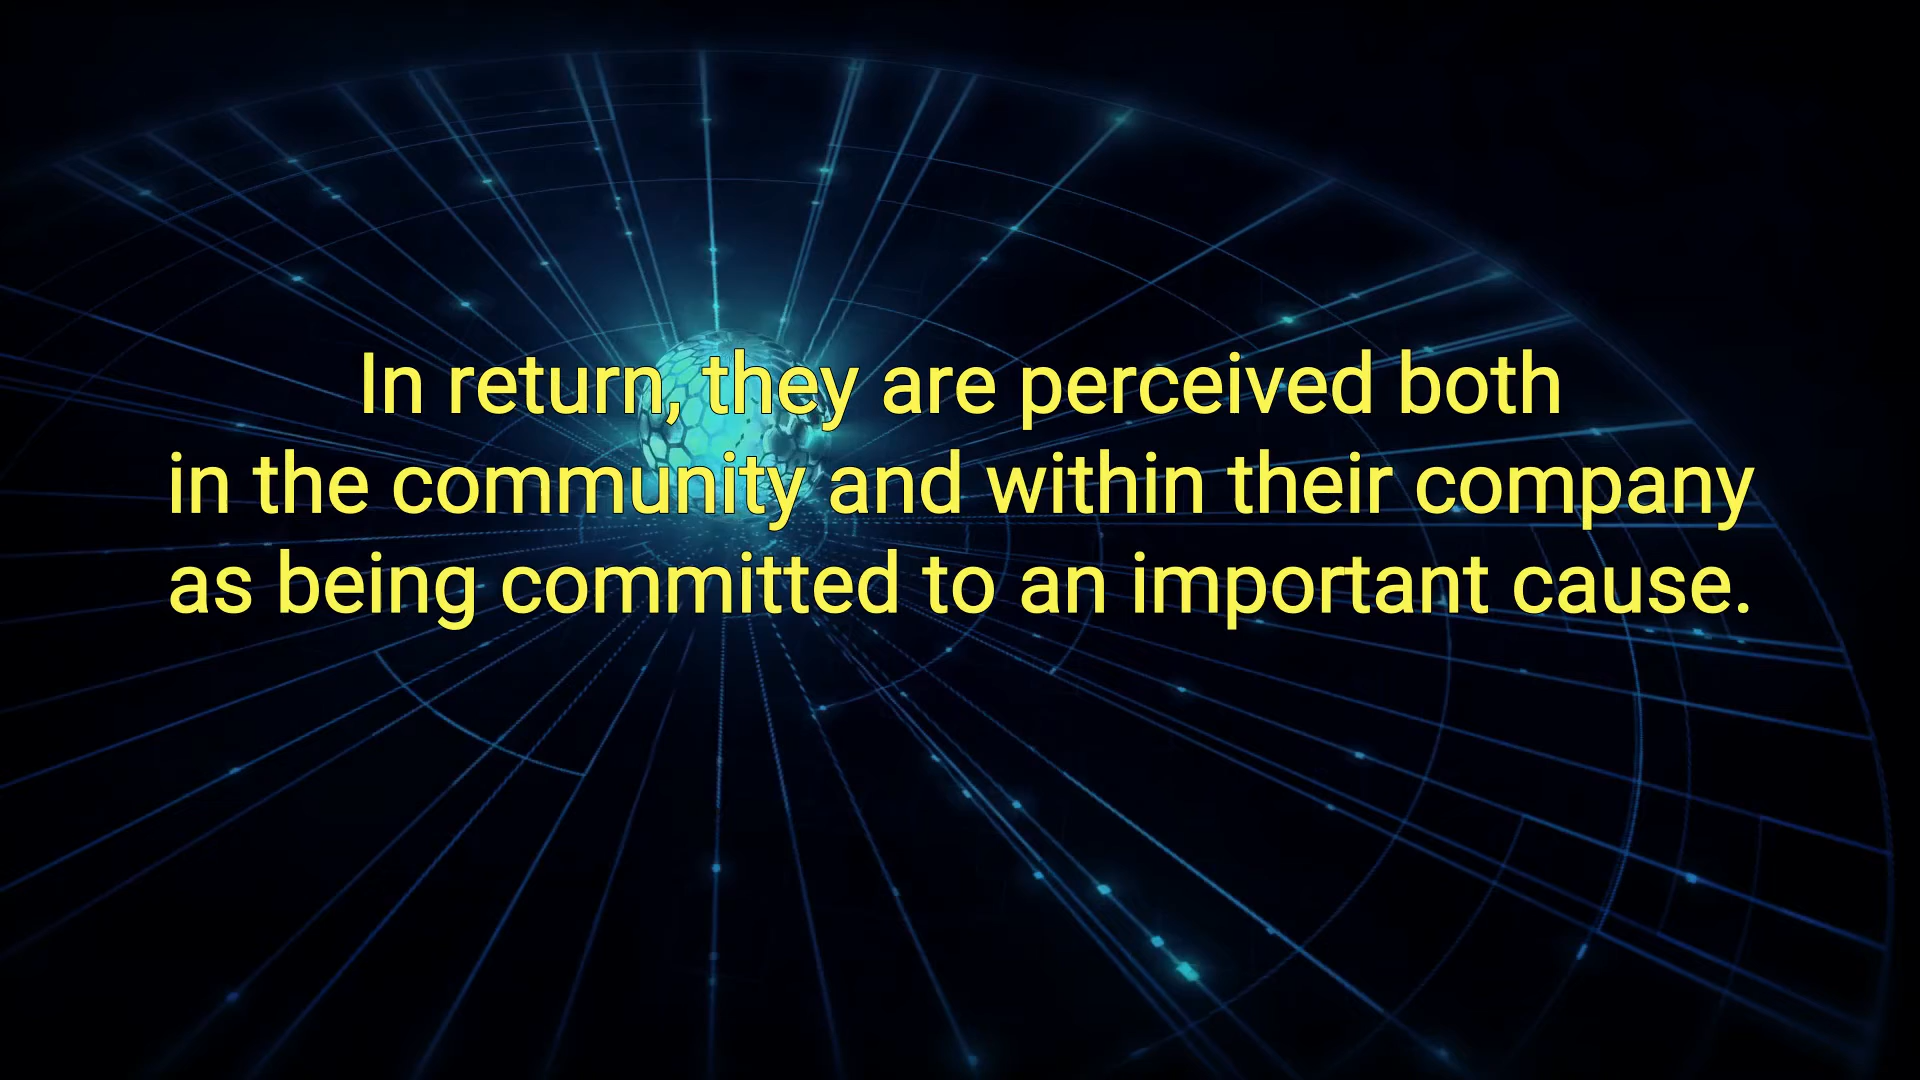 In return, they are perceived both
in the community and within their company
as being committed to an important cause.